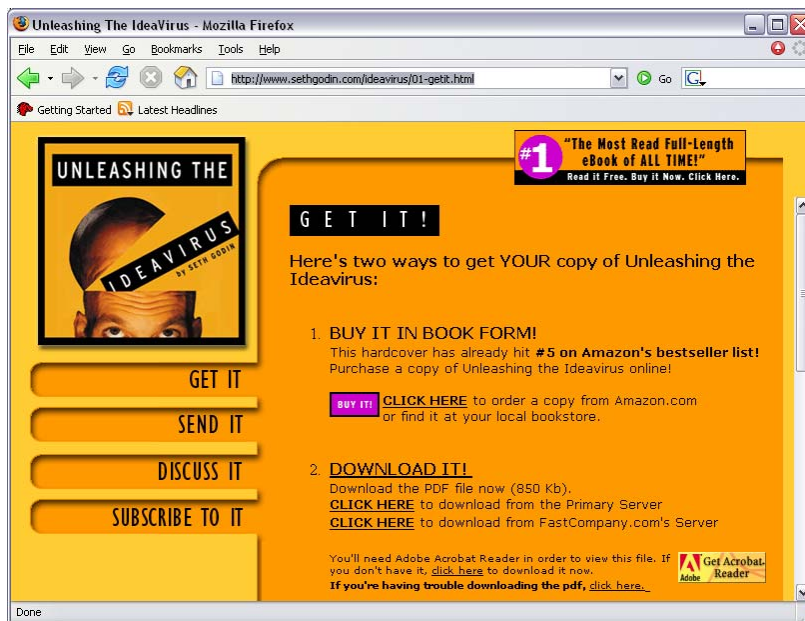 Unleashing The IdeaVirus - Mozilla Firefox
File Edit View Go Bookmarks Tools Help
http://www.sethgodin.com/ideavirus/01-getit.html Go G
Getting Started Latest Headlines
UNLEASHING THE
IDEAVIRUS
BY SETH GODIN
#1 "The Most Read Full-Length
eBook of ALL TIME!"
Read it Free. Buy it Now. Click Here.
GET IT!
Here's two ways to get YOUR copy of Unleashing the
Ideavirus:
1. BUY IT IN BOOK FORM!
This hardcover has already hit #5 on Amazon's bestseller list!
Purchase a copy of Unleashing the Ideavirus online!
BUY IT! CLICK HERE to order a copy from Amazon.com
or find it at your local bookstore.
2. DOWNLOAD IT!
Download the PDF file now (850 Kb).
CLICK HERE to download from the Primary Server
CLICK HERE to download from FastCompany.com's Server
You'll need Adobe Acrobat Reader in order to view this file. If
you don't have it, click here to download it now.
If you're having trouble downloading the pdf, click here.
Adobe Get Acrobat
Reader
GET IT
SEND IT
DISCUSS IT
SUBSCRIBE TO IT
Done